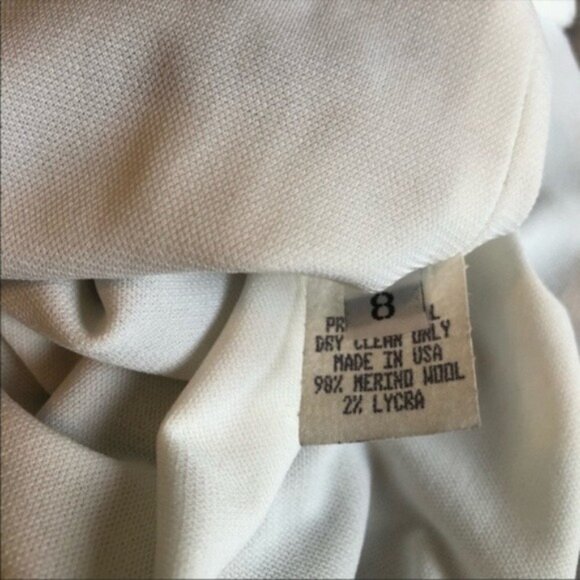 8
DRY CLEAN ONLY
MADE IN USA
98% MERINO WOOL
2% LYCRA